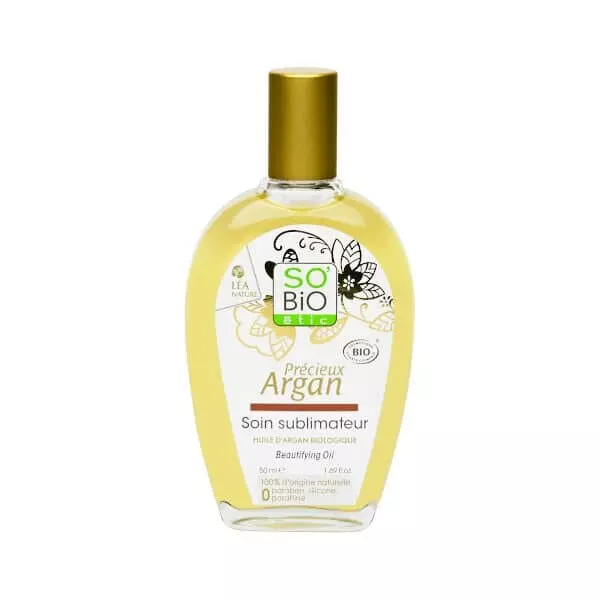 LÉA
NATURE
SO'
BiO
étic
BIO
Précieux
Argan
Soin sublimateur
HUILE D'ARGAN BIOLOGIQUE
Beautifying Oil
50 ml e 1.69 fl.oz.
100% d'origine naturelle
0 paraben, silicone,
paraffine